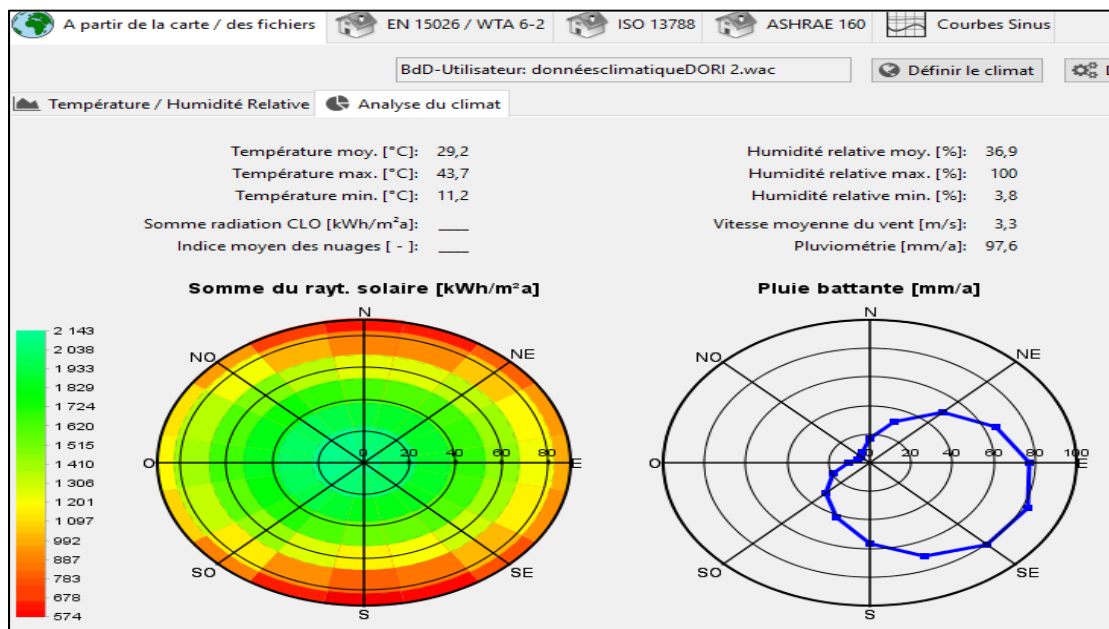 A partir de la carte / des fichiers EN 15026 / WTA 6-2 ISO 13788 ASHRAE 160 Courbes Sinus
BdD-Utilisateur: donnéesclimatiqueDORI 2.wac Définir le climat
Température / Humidité Relative Analyse du climat
Température moy. [°C]: 29,2 Humidité relative moy. [%]: 36,9
Température max. [°C]: 43,7 Humidité relative max. [%]: 100
Température min. [°C]: 11,2 Humidité relative min. [%]: 3,8
Somme radiation CLO [kWh/m²a]: ___ Vitesse moyenne du vent [m/s]: 3,3
Indice moyen des nuages [ - ]: ___ Pluviométrie [mm/a]: 97,6
Somme du rayt. solaire [kWh/m²a] Pluie battante [mm/a]
2 143
2 038
1 933
1 829
1 724
1 620
1 515
1 410
1 306
1 201
1 097
992
887
783
678
574
N
NO NE
O 0 20 40 60 80 E
SO SE
S
N
NO NE
O 0 20 40 60 80 100 E
SO SE
S